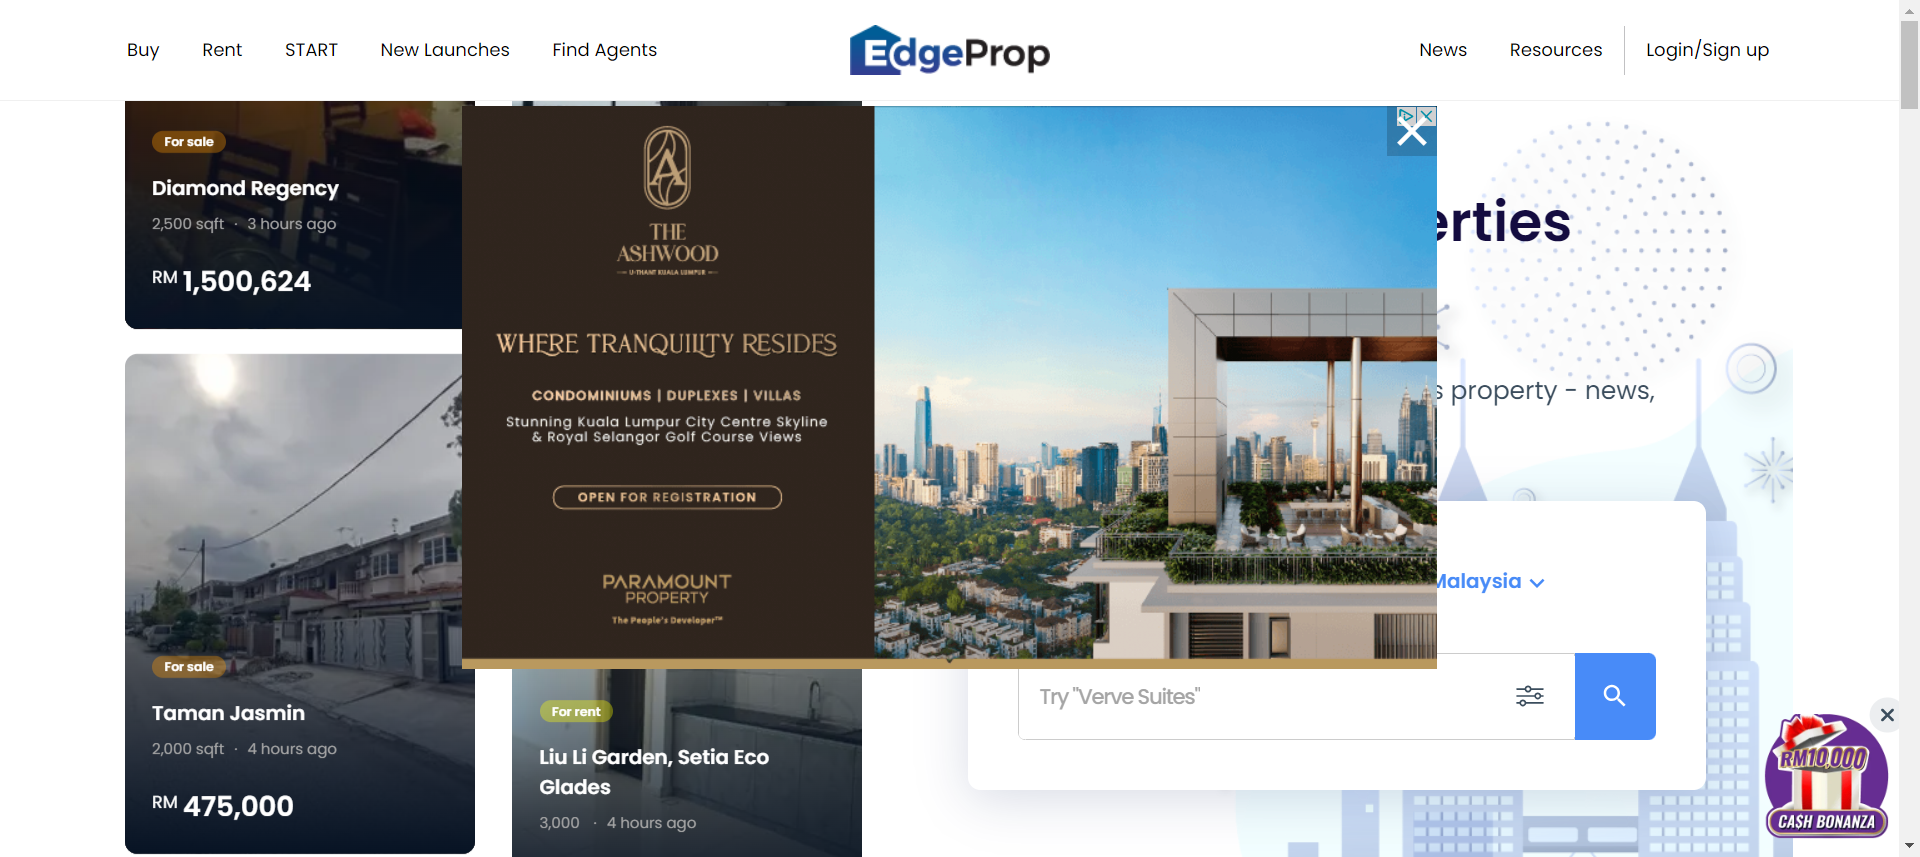 Buy
Rent
START
New Launches
Find Agents
EdgeProp
News
Resources
Login/Sign up
For sale
Diamond Regency
2,500 sqft · 3 hours ago
RM 1,500,624
For sale
Taman Jasmin
2,000 sqft · 4 hours ago
RM 475,000
For rent
Liu Li Garden, Setia Eco
Glades
3,000 · 4 hours ago
A
THE
ASHWOOD
U-THANT KUALA LUMPUR
WHERE TRANQUILITY RESIDES
CONDOMINIUMS | DUPLEXES | VILLAS
Stunning Kuala Lumpur City Centre Skyline
& Royal Selangor Golf Course Views
OPEN FOR REGISTRATION
PARAMOUNT
PROPERTY
The People's Developer™
erties
s property - news,
Malaysia
Try "Verve Suites"
RM10,000
CA$H BONANZA